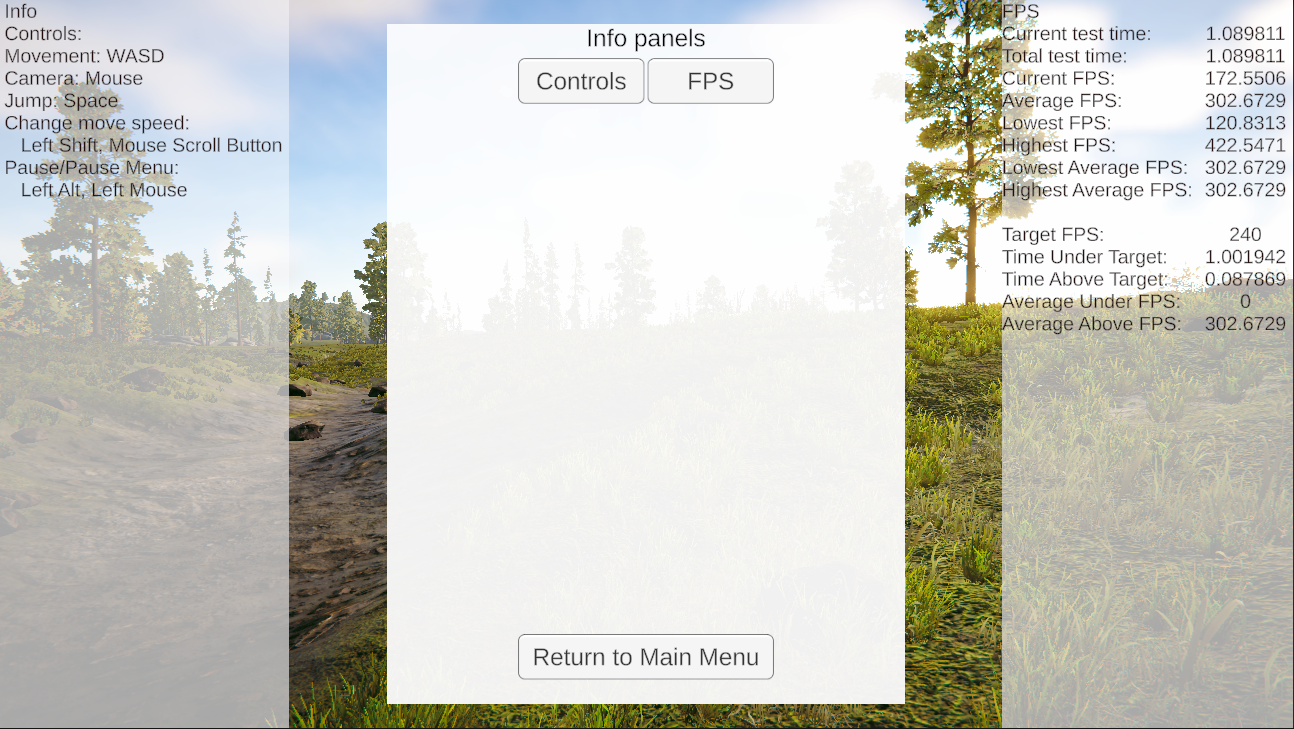 Info
Controls:
Movement: WASD
Camera: Mouse
Jump: Space
Change move speed:
Left Shift, Mouse Scroll Button
Pause/Pause Menu:
Left Alt, Left Mouse
Info panels
Controls FPS
Return to Main Menu
FPS
Current test time: 1.089811
Total test time: 1.089811
Current FPS: 172.5506
Average FPS: 302.6729
Lowest FPS: 120.8313
Highest FPS: 422.5471
Lowest Average FPS: 302.6729
Highest Average FPS: 302.6729
Target FPS: 240
Time Under Target: 1.001942
Time Above Target: 0.087869
Average Under FPS: 0
Average Above FPS: 302.6729